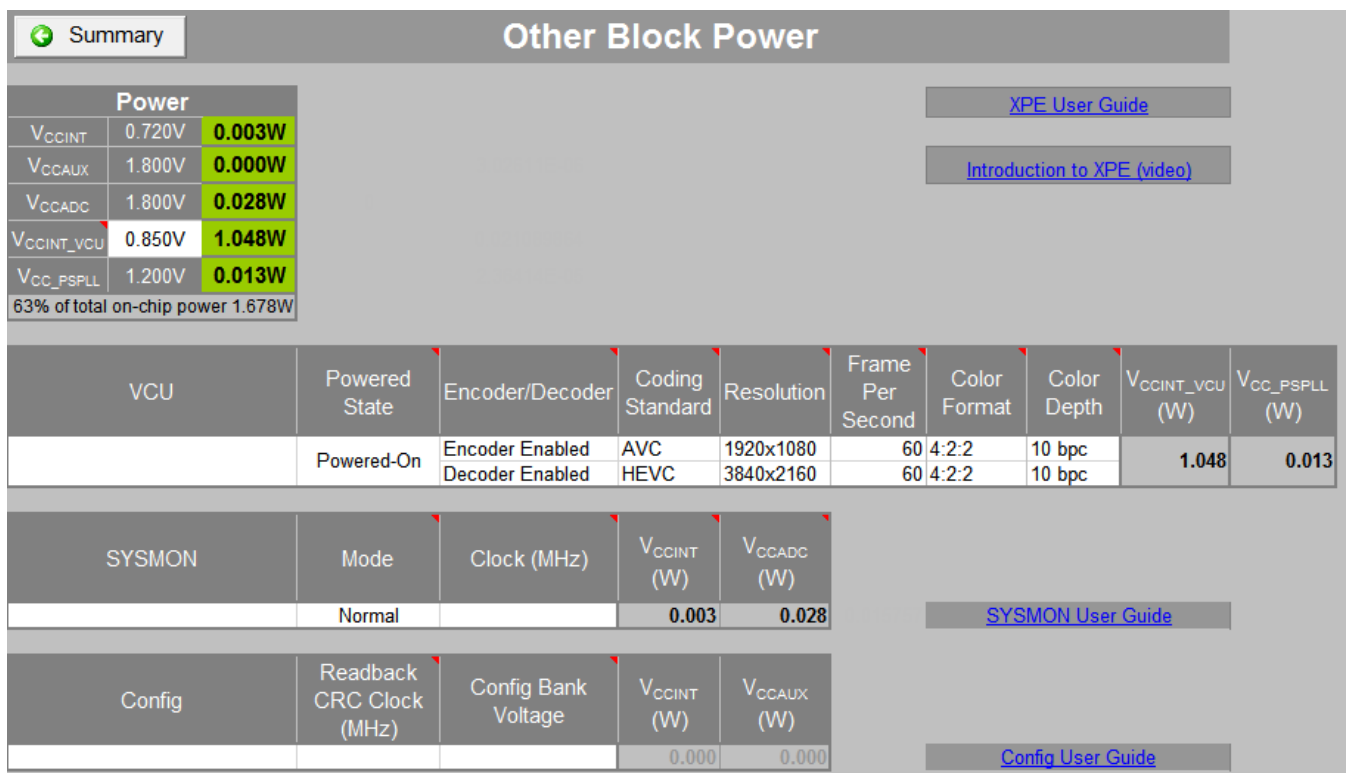 Summary
Other Block Power
Power
VCCINT 0.720V 0.003W
VCCAUX 1.800V 0.000W
VCCADC 1.800V 0.028W
VCCINT_VCU 0.850V 1.048W
VCC_PSPLL 1.200V 0.013W
63% of total on-chip power 1.678W
XPE User Guide
Introduction to XPE (video)
VCU Powered State Encoder/Decoder Coding Standard Resolution Frame Per Second Color Format Color Depth VCCINT_VCU (W) VCC_PSPLL (W)
Powered-On
Encoder Enabled AVC 1920x1080 60 4:2:2 10 bpc
Decoder Enabled HEVC 3840x2160 60 4:2:2 10 bpc
1.048 0.013
SYSMON Mode Clock (MHz) VCCINT (W) VCCADC (W)
Normal 0.003 0.028
SYSMON User Guide
Config Readback CRC Clock (MHz) Config Bank Voltage VCCINT (W) VCCAUX (W)
0.000 0.000
Config User Guide